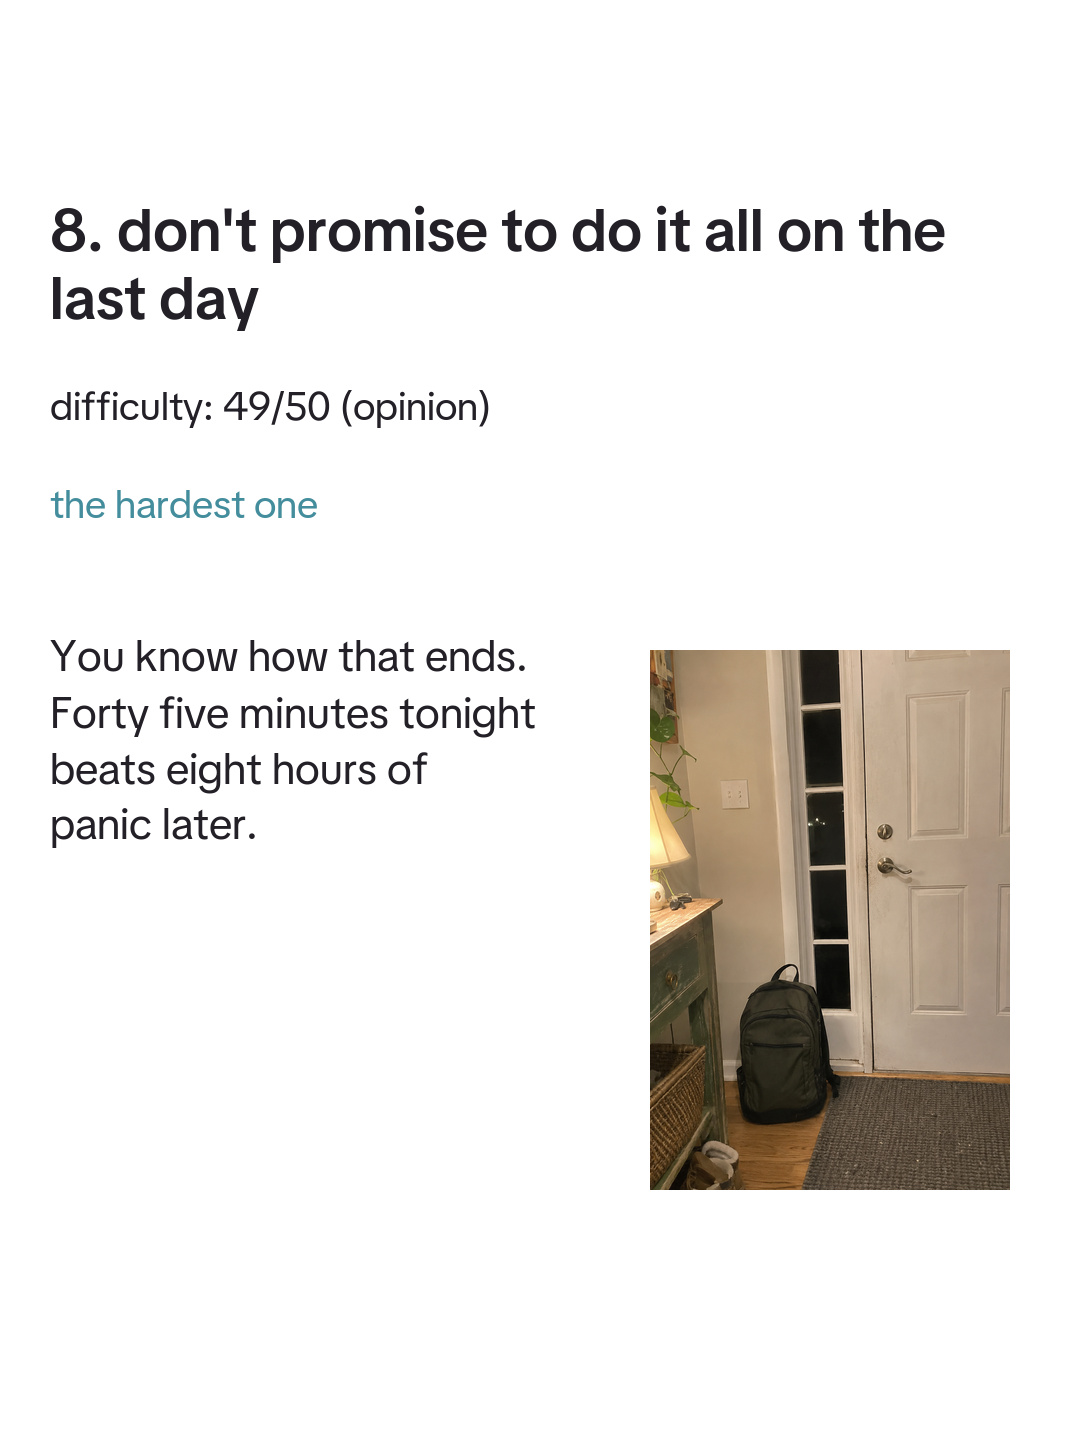 8. don't promise to do it all on the
last day
difficulty: 49/50 (opinion)
the hardest one
You know how that ends.
Forty five minutes tonight
beats eight hours of
panic later.